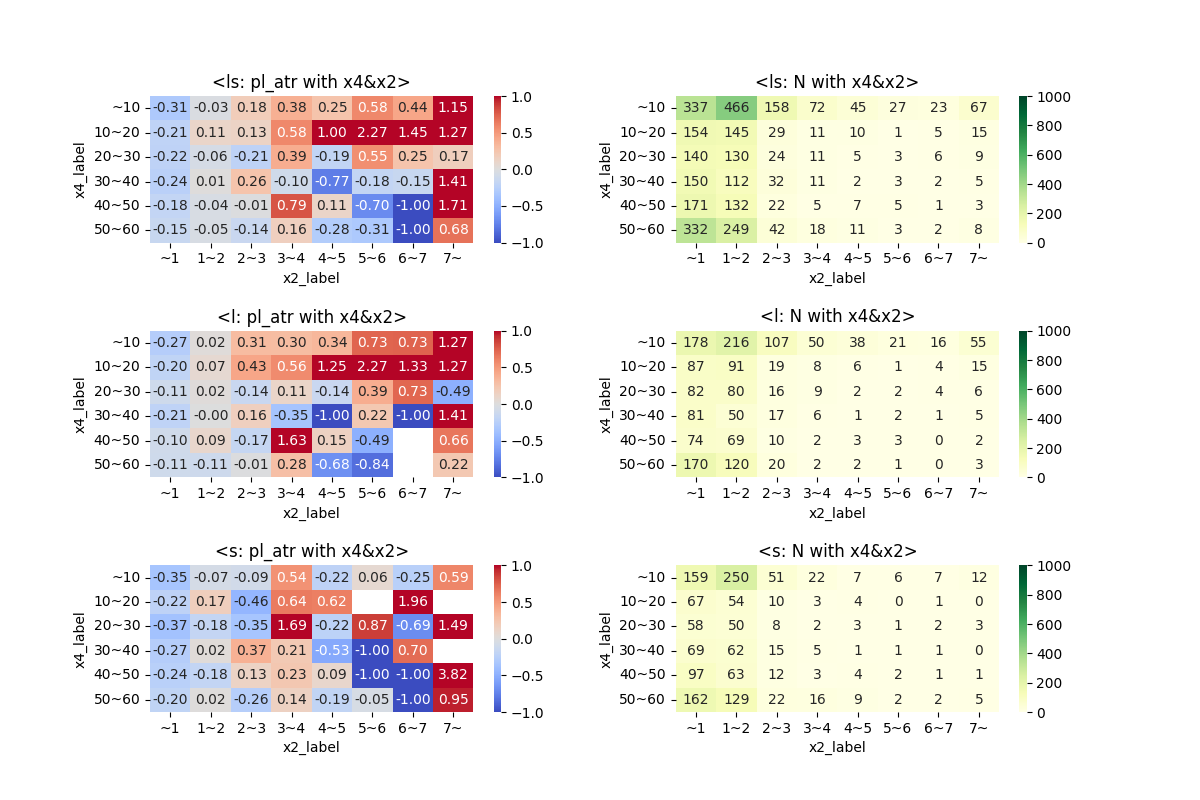 <ls: pl_atr with x4&x2>
x4_label
~10 -0.31 -0.03 0.18 0.38 0.25 0.58 0.44 1.15
10~20 -0.21 0.11 0.13 0.58 1.00 2.27 1.45 1.27
20~30 -0.22 -0.06 -0.21 0.39 -0.19 0.55 0.25 0.17
30~40 -0.24 0.01 0.26 -0.10 -0.77 -0.18 -0.15 1.41
40~50 -0.18 -0.04 -0.01 0.79 0.11 -0.70 -1.00 1.71
50~60 -0.15 -0.05 -0.14 0.16 -0.28 -0.31 -1.00 0.68
~1 1~2 2~3 3~4 4~5 5~6 6~7 7~
x2_label
1.0
0.5
0.0
−0.5
−1.0
<ls: N with x4&x2>
x4_label
~10 337 466 158 72 45 27 23 67
10~20 154 145 29 11 10 1 5 15
20~30 140 130 24 11 5 3 6 9
30~40 150 112 32 11 2 3 2 5
40~50 171 132 22 5 7 5 1 3
50~60 332 249 42 18 11 3 2 8
~1 1~2 2~3 3~4 4~5 5~6 6~7 7~
x2_label
1000
800
600
400
200
0
<l: pl_atr with x4&x2>
x4_label
~10 -0.27 0.02 0.31 0.30 0.34 0.73 0.73 1.27
10~20 -0.20 0.07 0.43 0.56 1.25 2.27 1.33 1.27
20~30 -0.11 0.02 -0.14 0.11 -0.14 0.39 0.73 -0.49
30~40 -0.21 -0.00 0.16 -0.35 -1.00 0.22 -1.00 1.41
40~50 -0.10 0.09 -0.17 1.63 0.15 -0.49 0.66
50~60 -0.11 -0.11 -0.01 0.28 -0.68 -0.84 0.22
~1 1~2 2~3 3~4 4~5 5~6 6~7 7~
x2_label
1.0
0.5
0.0
−0.5
−1.0
<l: N with x4&x2>
x4_label
~10 178 216 107 50 38 21 16 55
10~20 87 91 19 8 6 1 4 15
20~30 82 80 16 9 2 2 4 6
30~40 81 50 17 6 1 2 1 5
40~50 74 69 10 2 3 3 0 2
50~60 170 120 20 2 2 1 0 3
~1 1~2 2~3 3~4 4~5 5~6 6~7 7~
x2_label
1000
800
600
400
200
0
<s: pl_atr with x4&x2>
x4_label
~10 -0.35 -0.07 -0.09 0.54 -0.22 0.06 -0.25 0.59
10~20 -0.22 0.17 -0.46 0.64 0.62 1.96
20~30 -0.37 -0.18 -0.35 1.69 -0.22 0.87 -0.69 1.49
30~40 -0.27 0.02 0.37 0.21 -0.53 -1.00 0.70
40~50 -0.24 -0.18 0.13 0.23 0.09 -1.00 -1.00 3.82
50~60 -0.20 0.02 -0.26 0.14 -0.19 -0.05 -1.00 0.95
~1 1~2 2~3 3~4 4~5 5~6 6~7 7~
x2_label
1.0
0.5
0.0
−0.5
−1.0
<s: N with x4&x2>
x4_label
~10 159 250 51 22 7 6 7 12
10~20 67 54 10 3 4 0 1 0
20~30 58 50 8 2 3 1 2 3
30~40 69 62 15 5 1 1 1 0
40~50 97 63 12 3 4 2 1 1
50~60 162 129 22 16 9 2 2 5
~1 1~2 2~3 3~4 4~5 5~6 6~7 7~
x2_label
1000
800
600
400
200
0